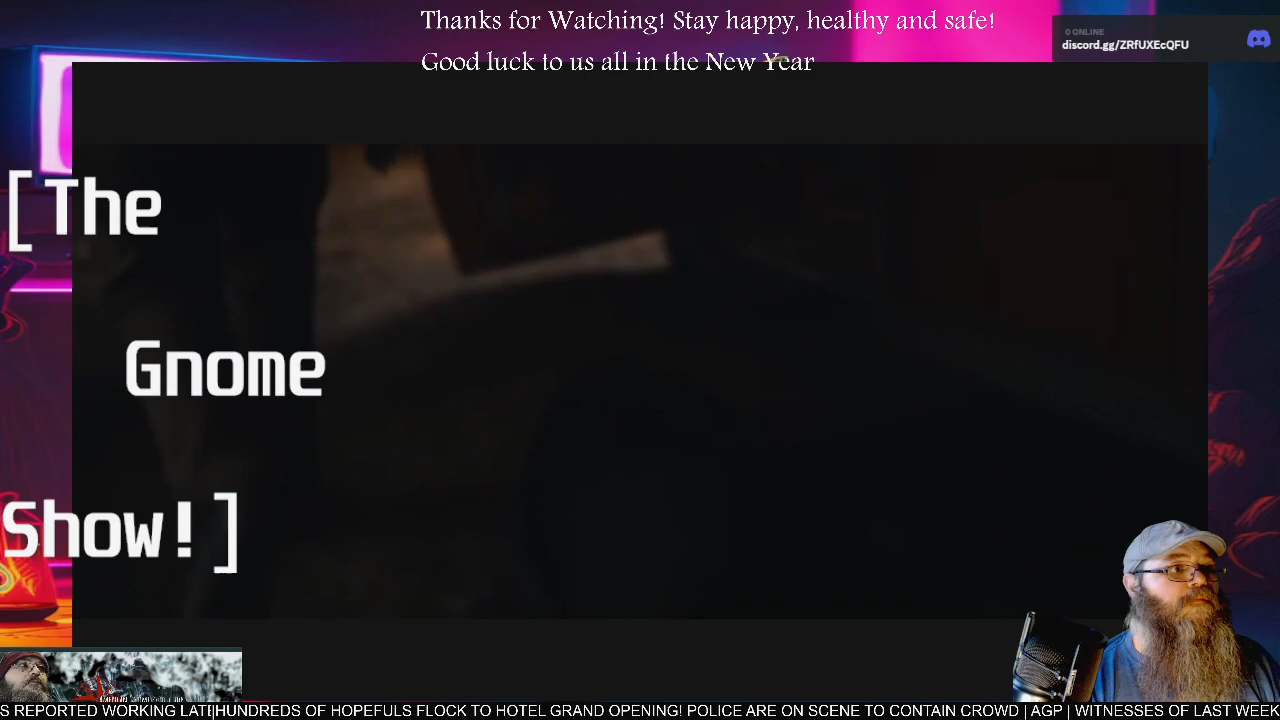 Thanks for Watching! Stay happy, healthy and safe!
Good luck to us all in the New Year
0 ONLINE
discord.gg/ZRfUXEcQFU
[The
Gnome
Show!]
S REPORTED WORKING LAT|HUNDREDS OF HOPEFULS FLOCK TO HOTEL GRAND OPENING! POLICE ARE ON SCENE TO CONTAIN CROWD | AGP | WITNESSES OF LAST WEEK